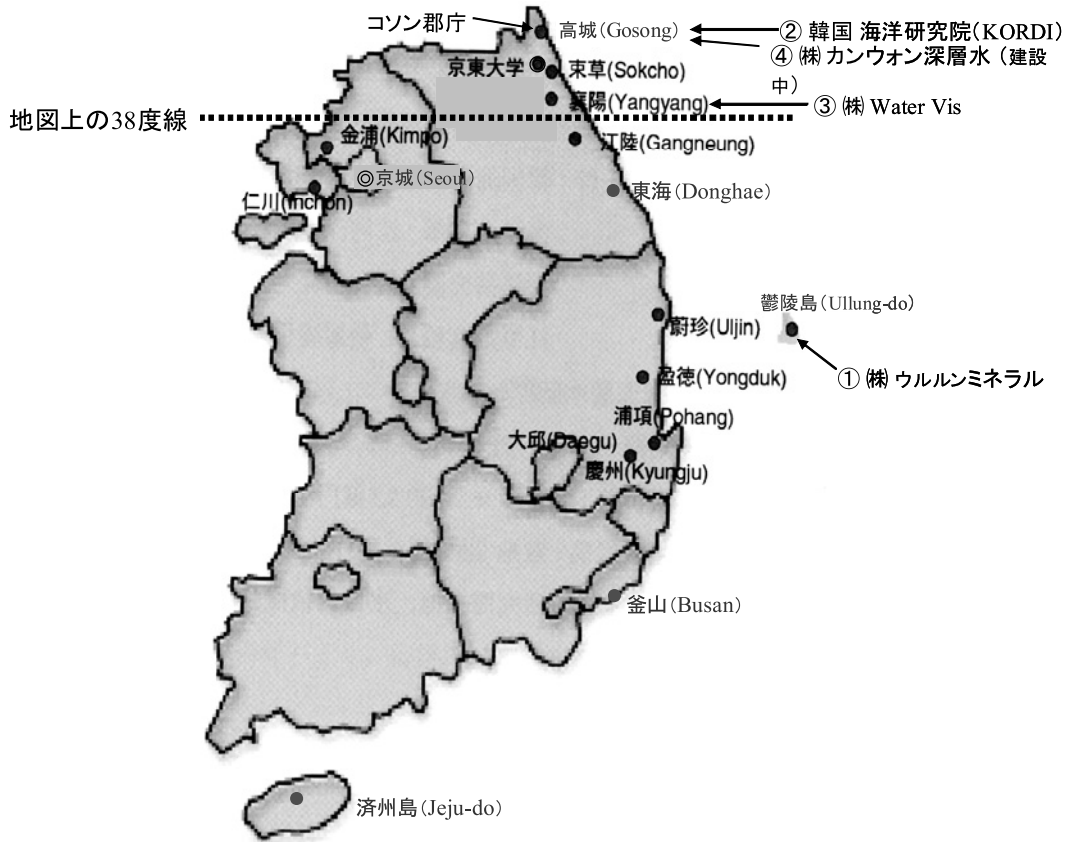 コソン郡庁
高城(Gosong)
② 韓国 海洋研究院(KORDI)
④ ㈱ カンウォン深層水 (建設
中)
京東大学
束草(Sokcho)
襄陽(Yangyang)
③ ㈱ Water Vis
地図上の38度線
金浦(Kimpo)
江陸(Gangneung)
◎京城(Seoul)
東海(Donghae)
仁川(Inchon)
鬱陵島(Ullung-do)
蔚珍(Uljin)
① ㈱ ウルルンミネラル
盈徳(Yongduk)
浦項(Pohang)
大邱(Daegu)
慶州(Kyungju)
釜山(Busan)
済州島(Jeju-do)